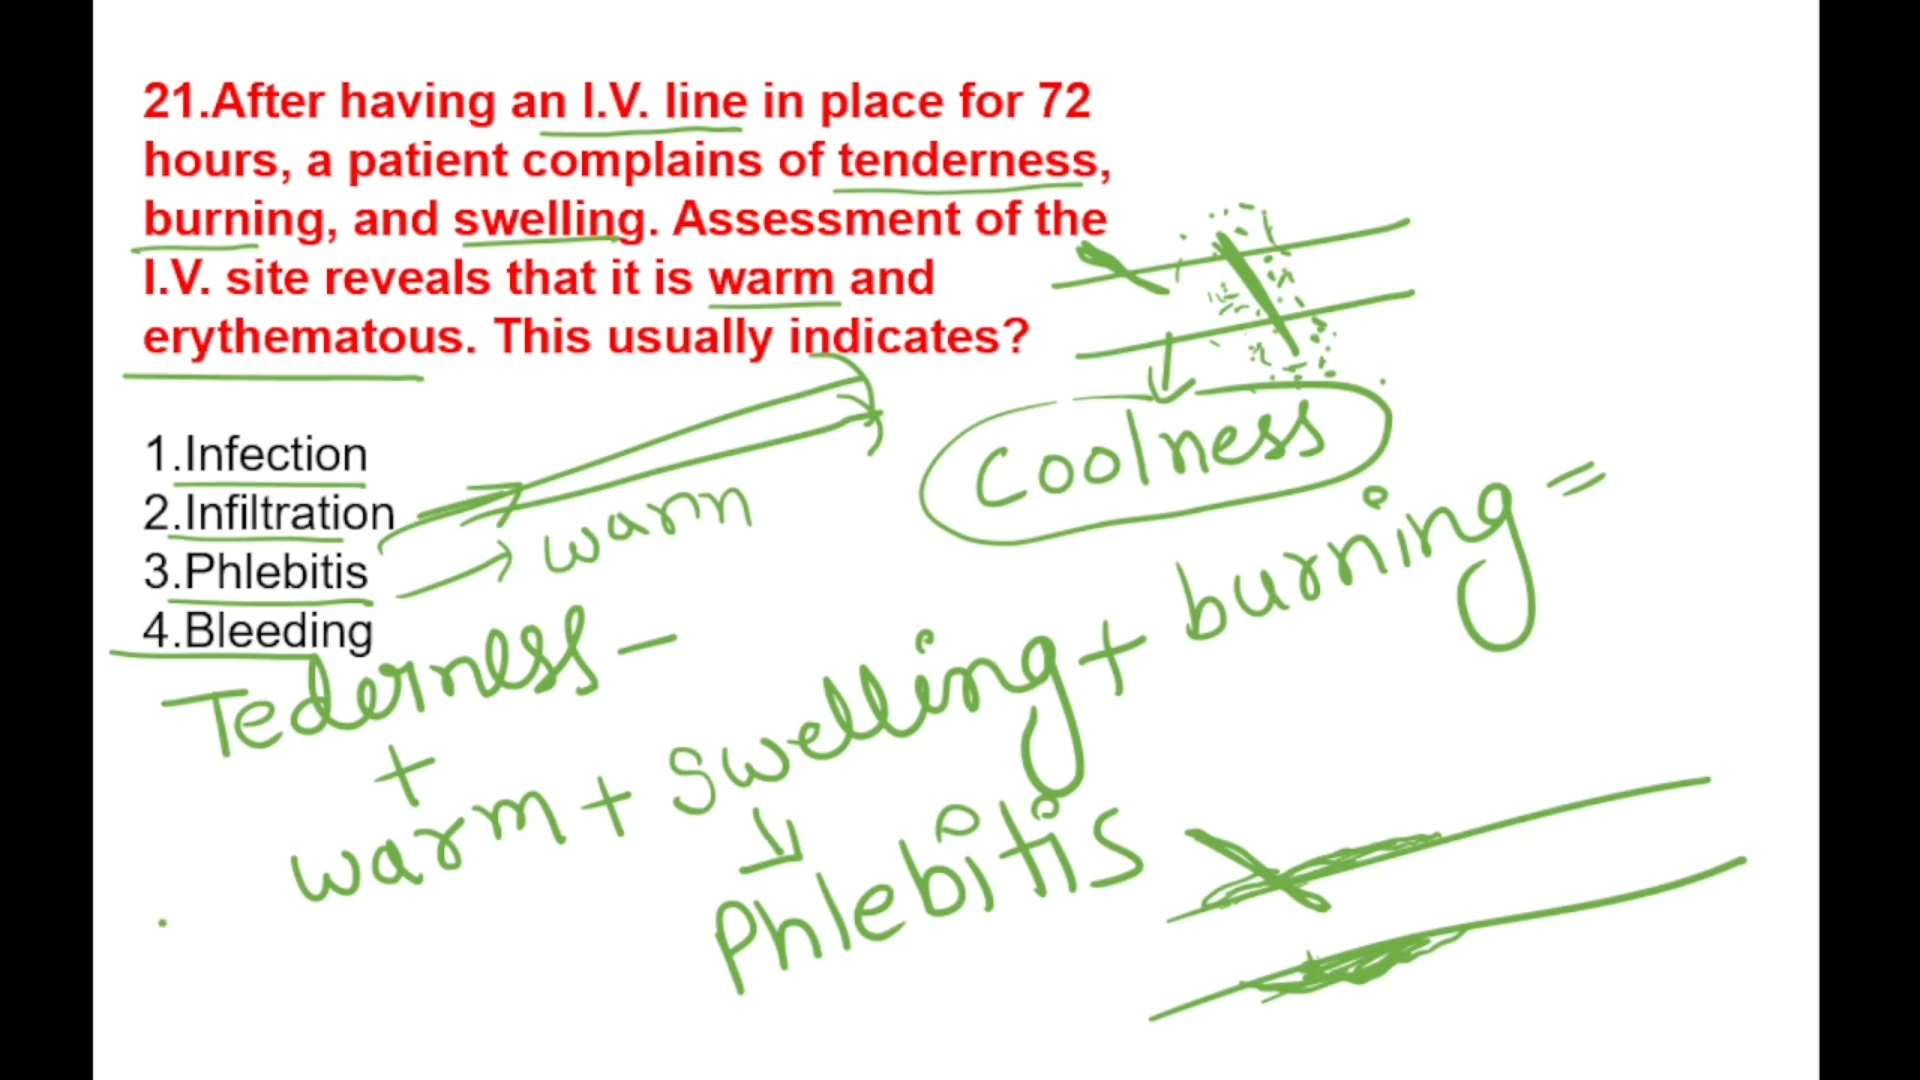 21.After having an I.V. line in place for 72
hours, a patient complains of tenderness,
burning, and swelling. Assessment of the
I.V. site reveals that it is warm and
erythematous. This usually indicates?
1.Infection
2.Infiltration
3.Phlebitis
4.Bleeding
warm
Coolness
Tederness -
+
warm + swelling + burning =
Phlebitis